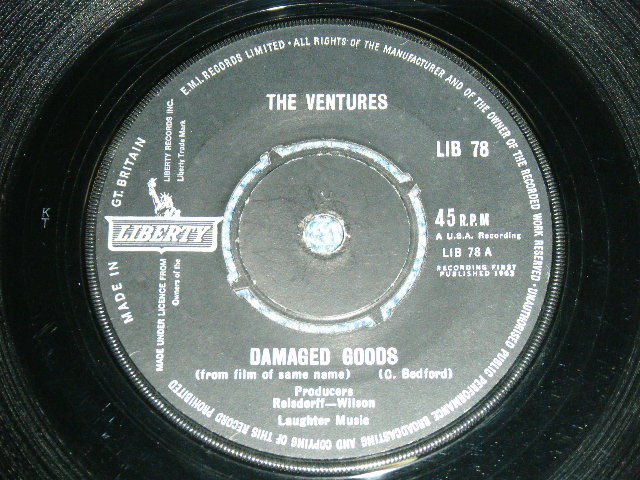 E.M.I. RECORDS LIMITED · ALL RIGHTS OF THE MANUFACTURER AND OF THE OWNER OF THE RECORDED WORK RESERVED · UNAUTHORISED PUBLIC PERFORMANCE BROADCASTING AND COPYING OF THIS RECORD PROHIBITED
MADE IN GT. BRITAIN
THE VENTURES
LIB 78
LIBERTY RECORDS INC.
Liberty Trade Mark
LIBERTY
MADE UNDER LICENCE FROM
Owners of the
45 R.P.M
A U.S.A. Recording
LIB 78 A
RECORDING FIRST
PUBLISHED 1963
KT
DAMAGED GOODS
(from film of same name) (C. Bedford)
Producers
Reisdorff—Wilson
Laughter Music